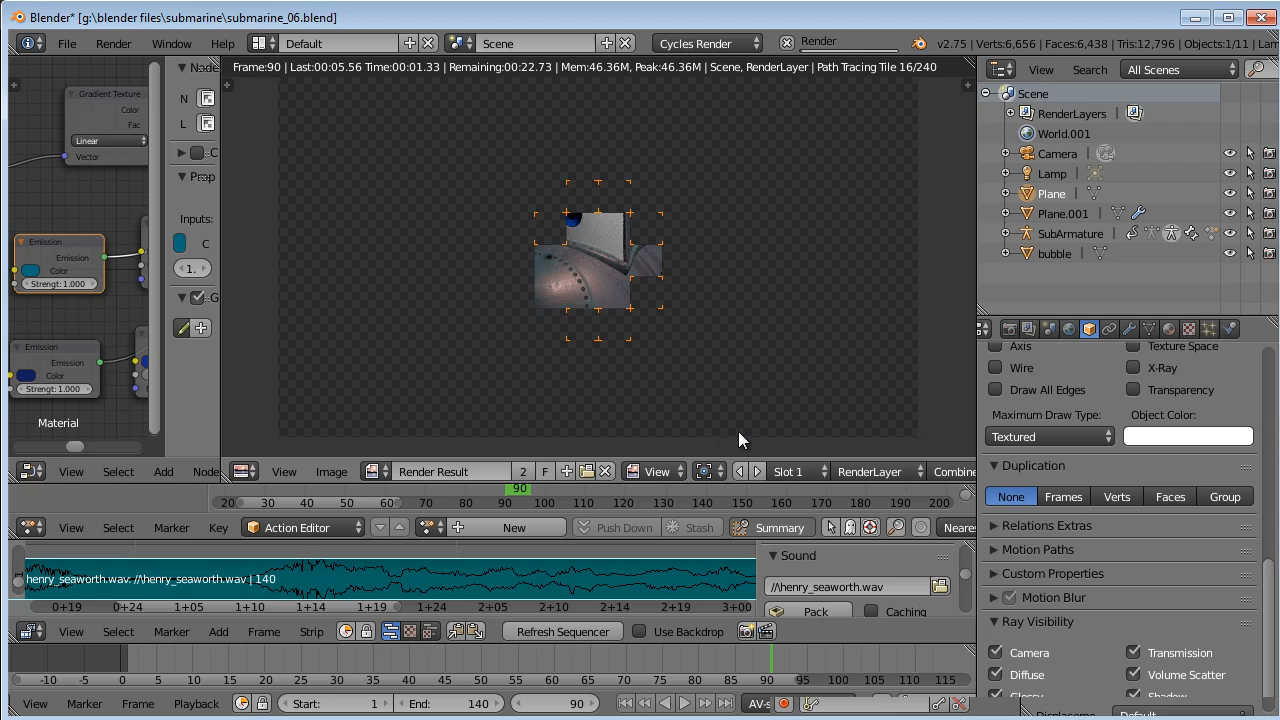 Blender* [g:\blender files\submarine\submarine_06.blend]
File Render Window Help Default Scene Cycles Render Render v2.75 | Verts:6,656 | Faces:6,438 | Tris:12,796 | Objects:1/11 | Lam
Node Frame:90 | Last:00:05.56 Time:00:01.33 | Remaining:00:22.73 | Mem:46.36M, Peak:46.36M | Scene, RenderLayer | Path Tracing Tile 16/240
View Search All Scenes
Gradient Texture
Color
Fac
Linear
Vector
N
L
C
Prop
Inputs:
C
1.
G
Emission
Emission
Color
Strengt: 1.000
Emission
Emission
Color
Strengt: 1.000
Material
Scene
RenderLayers |
World.001
Camera |
Lamp |
Plane |
Plane.001 |
SubArmature |
bubble |
Axis Texture Space
Wire X-Ray
Draw All Edges Transparency
Maximum Draw Type: Object Color:
Textured
Duplication
None Frames Verts Faces Group
Relations Extras
Motion Paths
Custom Properties
Motion Blur
Ray Visibility
Camera Transmission
Diffuse Volume Scatter
Glossy Shadow
Displaceme Default
View Select Add Node View Image Render Result 2 F View Slot 1 RenderLayer Combine
90
20 30 40 50 60 70 80 90 100 110 120 130 140 150 160 170 180 190 200
View Select Marker Key Action Editor New Push Down Stash Summary Neares
henry_seaworth.wav: //henry_seaworth.wav | 140
Sound
//henry_seaworth.wav
Pack Caching
0+19 0+24 1+05 1+10 1+14 1+19 1+24 2+05 2+10 2+14 2+19 3+00
View Select Marker Add Frame Strip Refresh Sequencer Use Backdrop
-10 -5 0 5 10 15 20 25 30 35 40 45 50 55 60 65 70 75 80 85 90 95 100 105 110 115
View Marker Frame Playback Start: 1 End: 140 90 AV-s